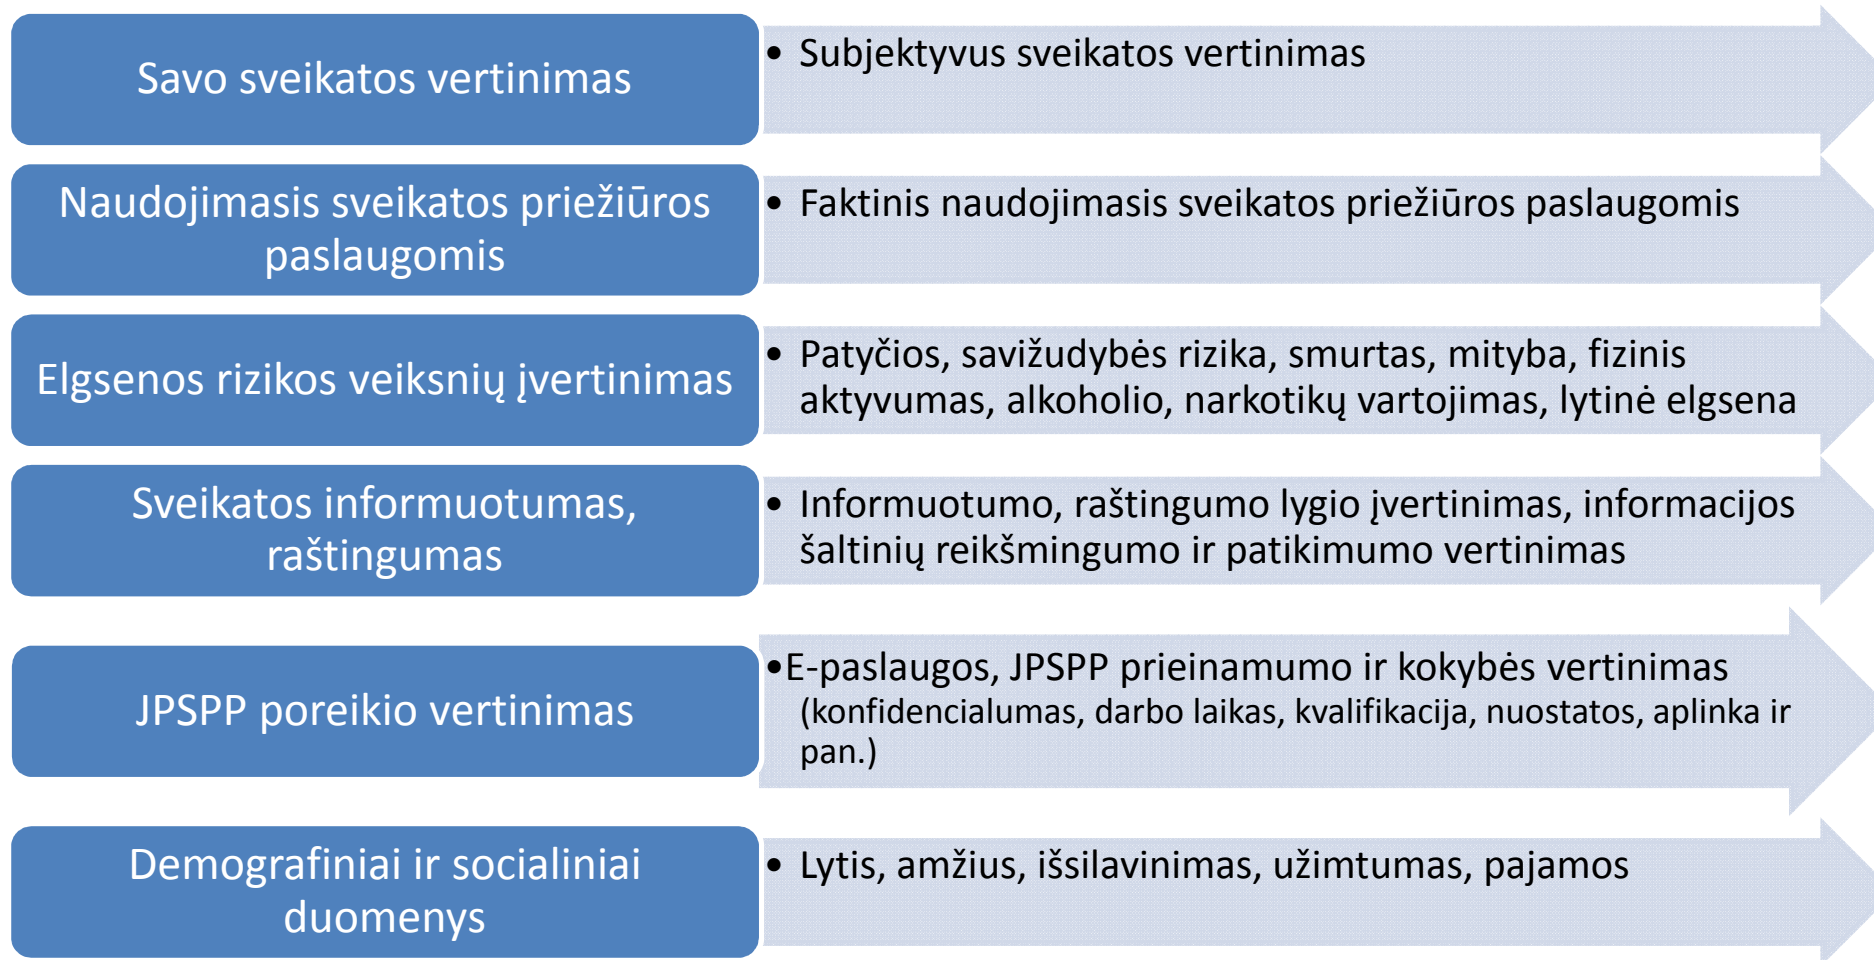 Savo sveikatos vertinimas
• Subjektyvus sveikatos vertinimas
Naudojimasis sveikatos priežiūros
paslaugomis
• Faktinis naudojimasis sveikatos priežiūros paslaugomis
Elgsenos rizikos veiksnių įvertinimas
• Patyčios, savižudybės rizika, smurtas, mityba, fizinis
aktyvumas, alkoholio, narkotikų vartojimas, lytinė elgsena
Sveikatos informuotumas,
raštingumas
• Informuotumo, raštingumo lygio įvertinimas, informacijos
šaltinių reikšmingumo ir patikimumo vertinimas
JPSPP poreikio vertinimas
•E-paslaugos, JPSPP prieinamumo ir kokybės vertinimas
(konfidencialumas, darbo laikas, kvalifikacija, nuostatos, aplinka ir
pan.)
Demografiniai ir socialiniai
duomenys
• Lytis, amžius, išsilavinimas, užimtumas, pajamos